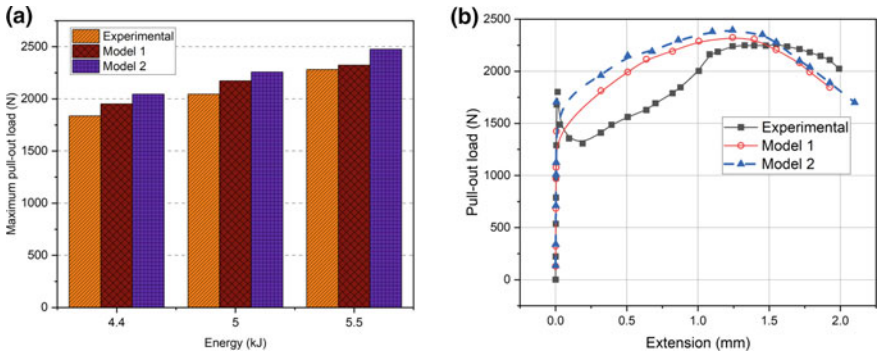 (a)
Experimental
Model 1
Model 2
2500
2000
1500
1000
500
0
Maximum pull-out load (N)
4.4
5
5.5
Energy (kJ)
(b)
2500
2000
1500
1000
500
0
Pull-out load (N)
Experimental
Model 1
Model 2
0.0
0.5
1.0
1.5
2.0
Extension (mm)